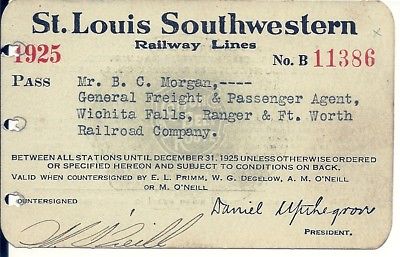 St. Louis Southwestern
Railway Lines
1925
No. B 11386
PASS Mr. B. C. Morgan,----
General Freight & Passenger Agent,
Wichita Falls, Ranger & Ft. Worth
Railroad Company.
BETWEEN ALL STATIONS UNTIL DECEMBER 31, 1925 UNLESS OTHERWISE ORDERED
OR SPECIFIED HEREON AND SUBJECT TO CONDITIONS ON BACK.
VALID WHEN COUNTERSIGNED BY E. L. PRIMM, W. G. DEGELOW, A. M. O'NEILL
OR M. O'NEILL
COUNTERSIGNED
Daniel Upthegrove
PRESIDENT.